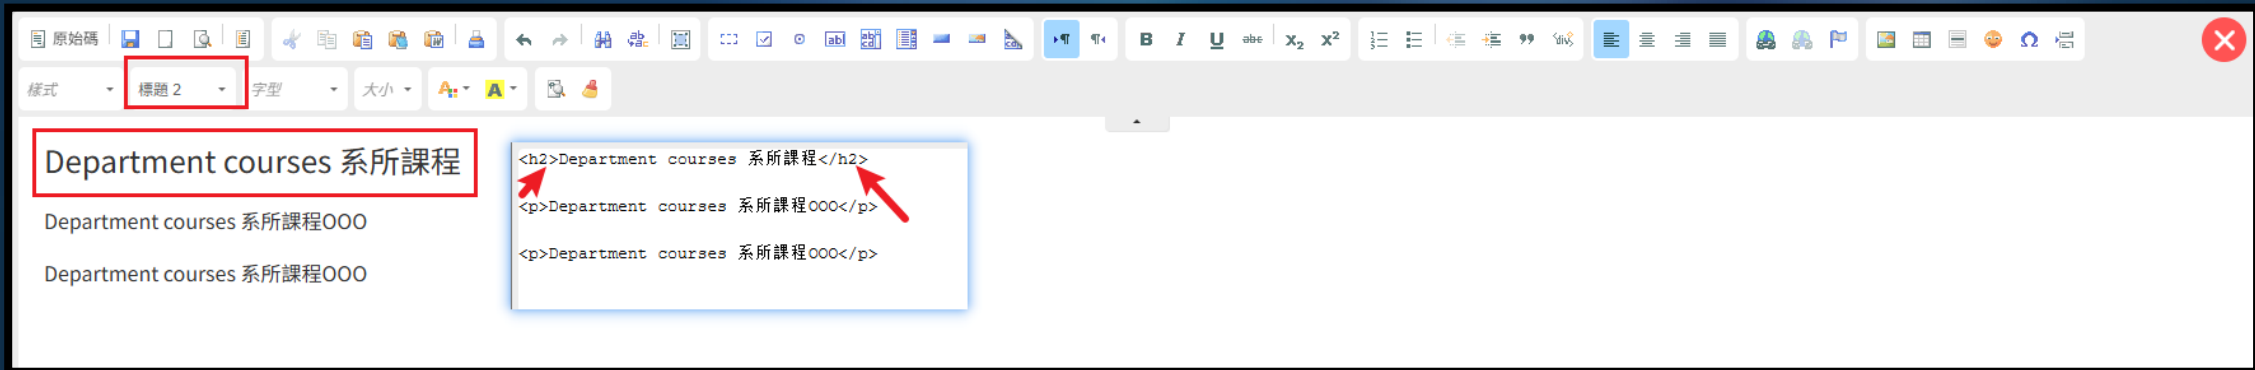 原始碼
B I U abc X₂ X²
樣式 標題 2 字型 大小 A A
Department courses 系所課程
Department courses 系所課程OOO
Department courses 系所課程OOO
<h2>Department courses 系所課程</h2>
<p>Department courses 系所課程OOO</p>
<p>Department courses 系所課程OOO</p>